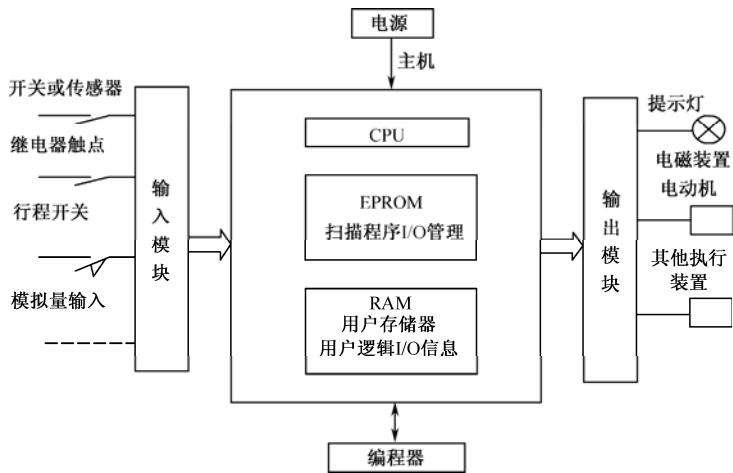 电源
主机
开关或传感器
继电器触点
行程开关
模拟量输入
输入模块
CPU
EPROM
扫描程序I/O管理
RAM
用户存储器
用户逻辑I/O信息
输出模块
提示灯
电磁装置
电动机
其他执行
装置
编程器